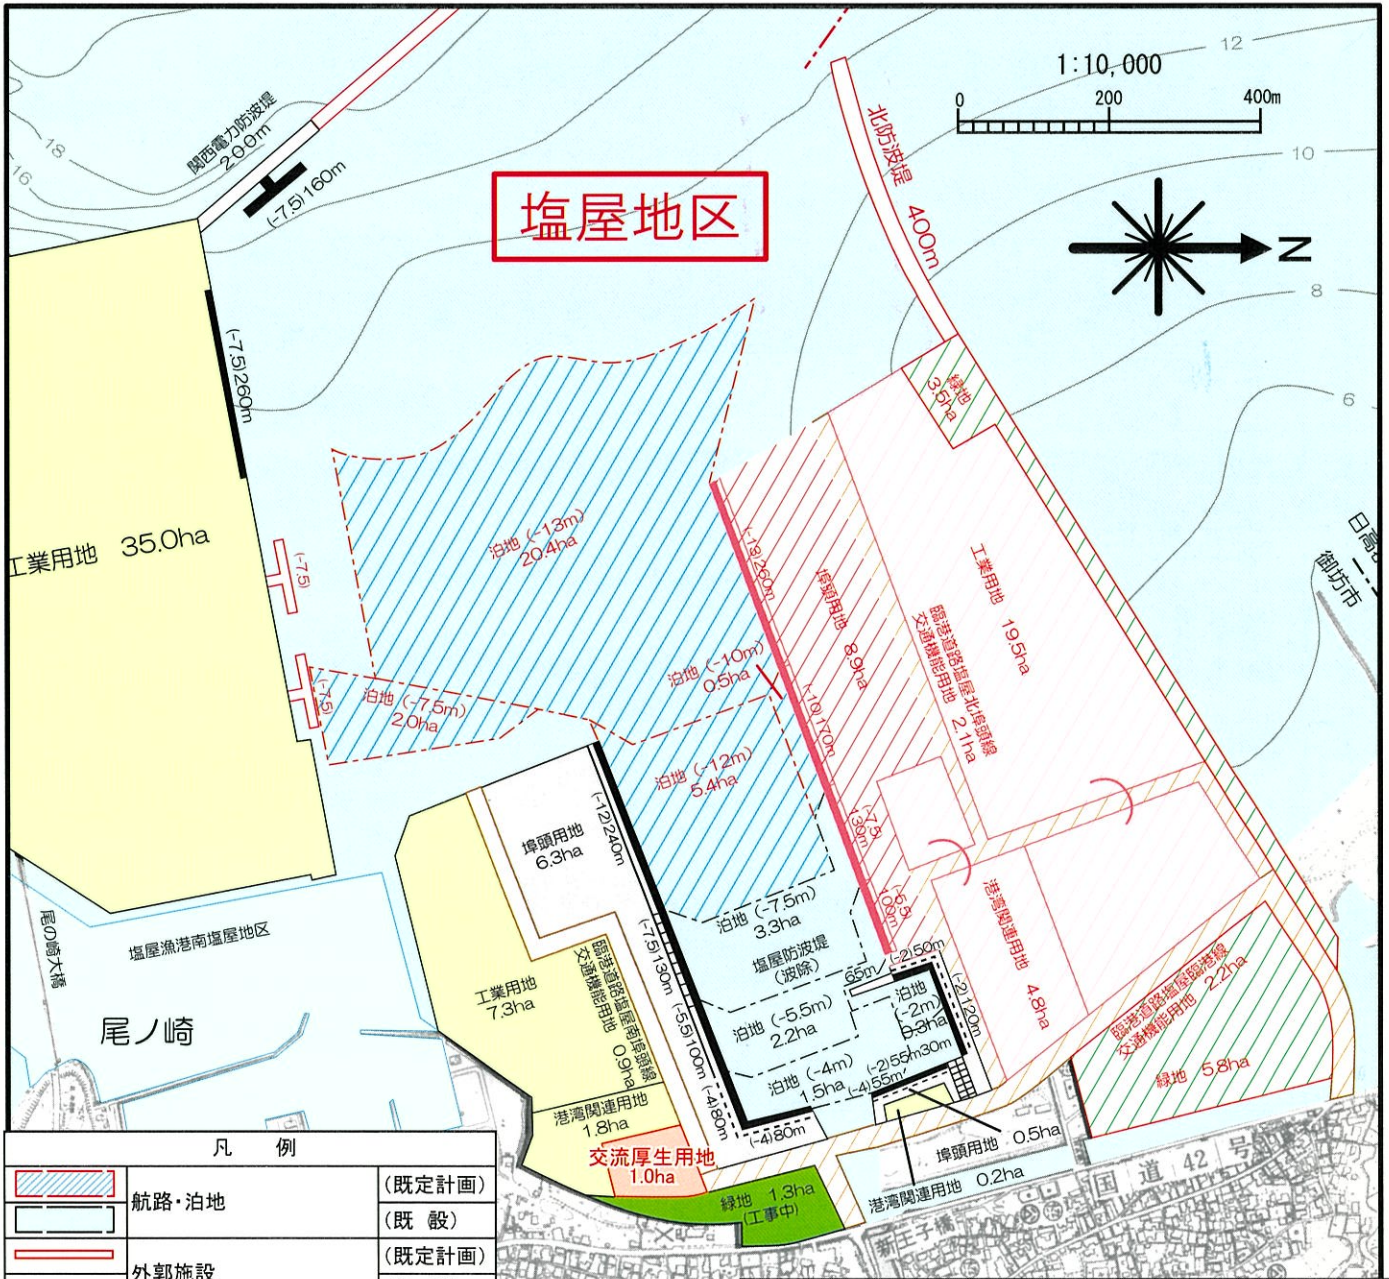 塩屋地区
1:10,000
0 200 400m
N
関西電力防波堤
200m
(-7.5)160m
18
16
12
10
8
6
北防波堤 400m
(-7.5)260m
緑地
3.5ha
工業用地 35.0ha
泊地 (-13m)
20.4ha
(-13)260m
埠頭用地 8.9ha
工業用地 19.5ha
臨港道路塩屋北埠頭線
交通機能用地 2.1ha
御坊市
(-7.5)
(-7.5)
泊地 (-10m)
0.5ha
泊地 (-7.5m)
2.0ha
(-10)170m
泊地 (-12m)
5.4ha
(-7.5)
130m
(-5.5)
100m
埠頭用地
6.3ha
(-12)240m
泊地 (-7.5m)
3.3ha
塩屋防波堤
(波除)
65m
(-2)50m
港湾関連用地 4.8ha
尾の崎大橋
塩屋漁港南塩屋地区
尾ノ崎
工業用地
7.3ha
臨港道路塩屋南埠頭線
交通機能用地 0.9ha
(-7.5)130m
(-5.5)100m
(-4)80m
泊地 (-5.5m)
2.2ha
泊地
(-2m)
0.3ha
(-2)120m
泊地 (-4m)
1.5ha
(-2)55m
30m
(-4)55m
(-4)80m
臨港道路塩屋臨港線
交通機能用地 2.2ha
緑地 5.8ha
港湾関連用地
1.8ha
交流厚生用地
1.0ha
緑地 1.3ha
(工事中)
埠頭用地 0.5ha
港湾関連用地 0.2ha
国道42号
新王子橋
凡 例
航路・泊地
(既定計画)
(既 設)
外郭施設
(既定計画)